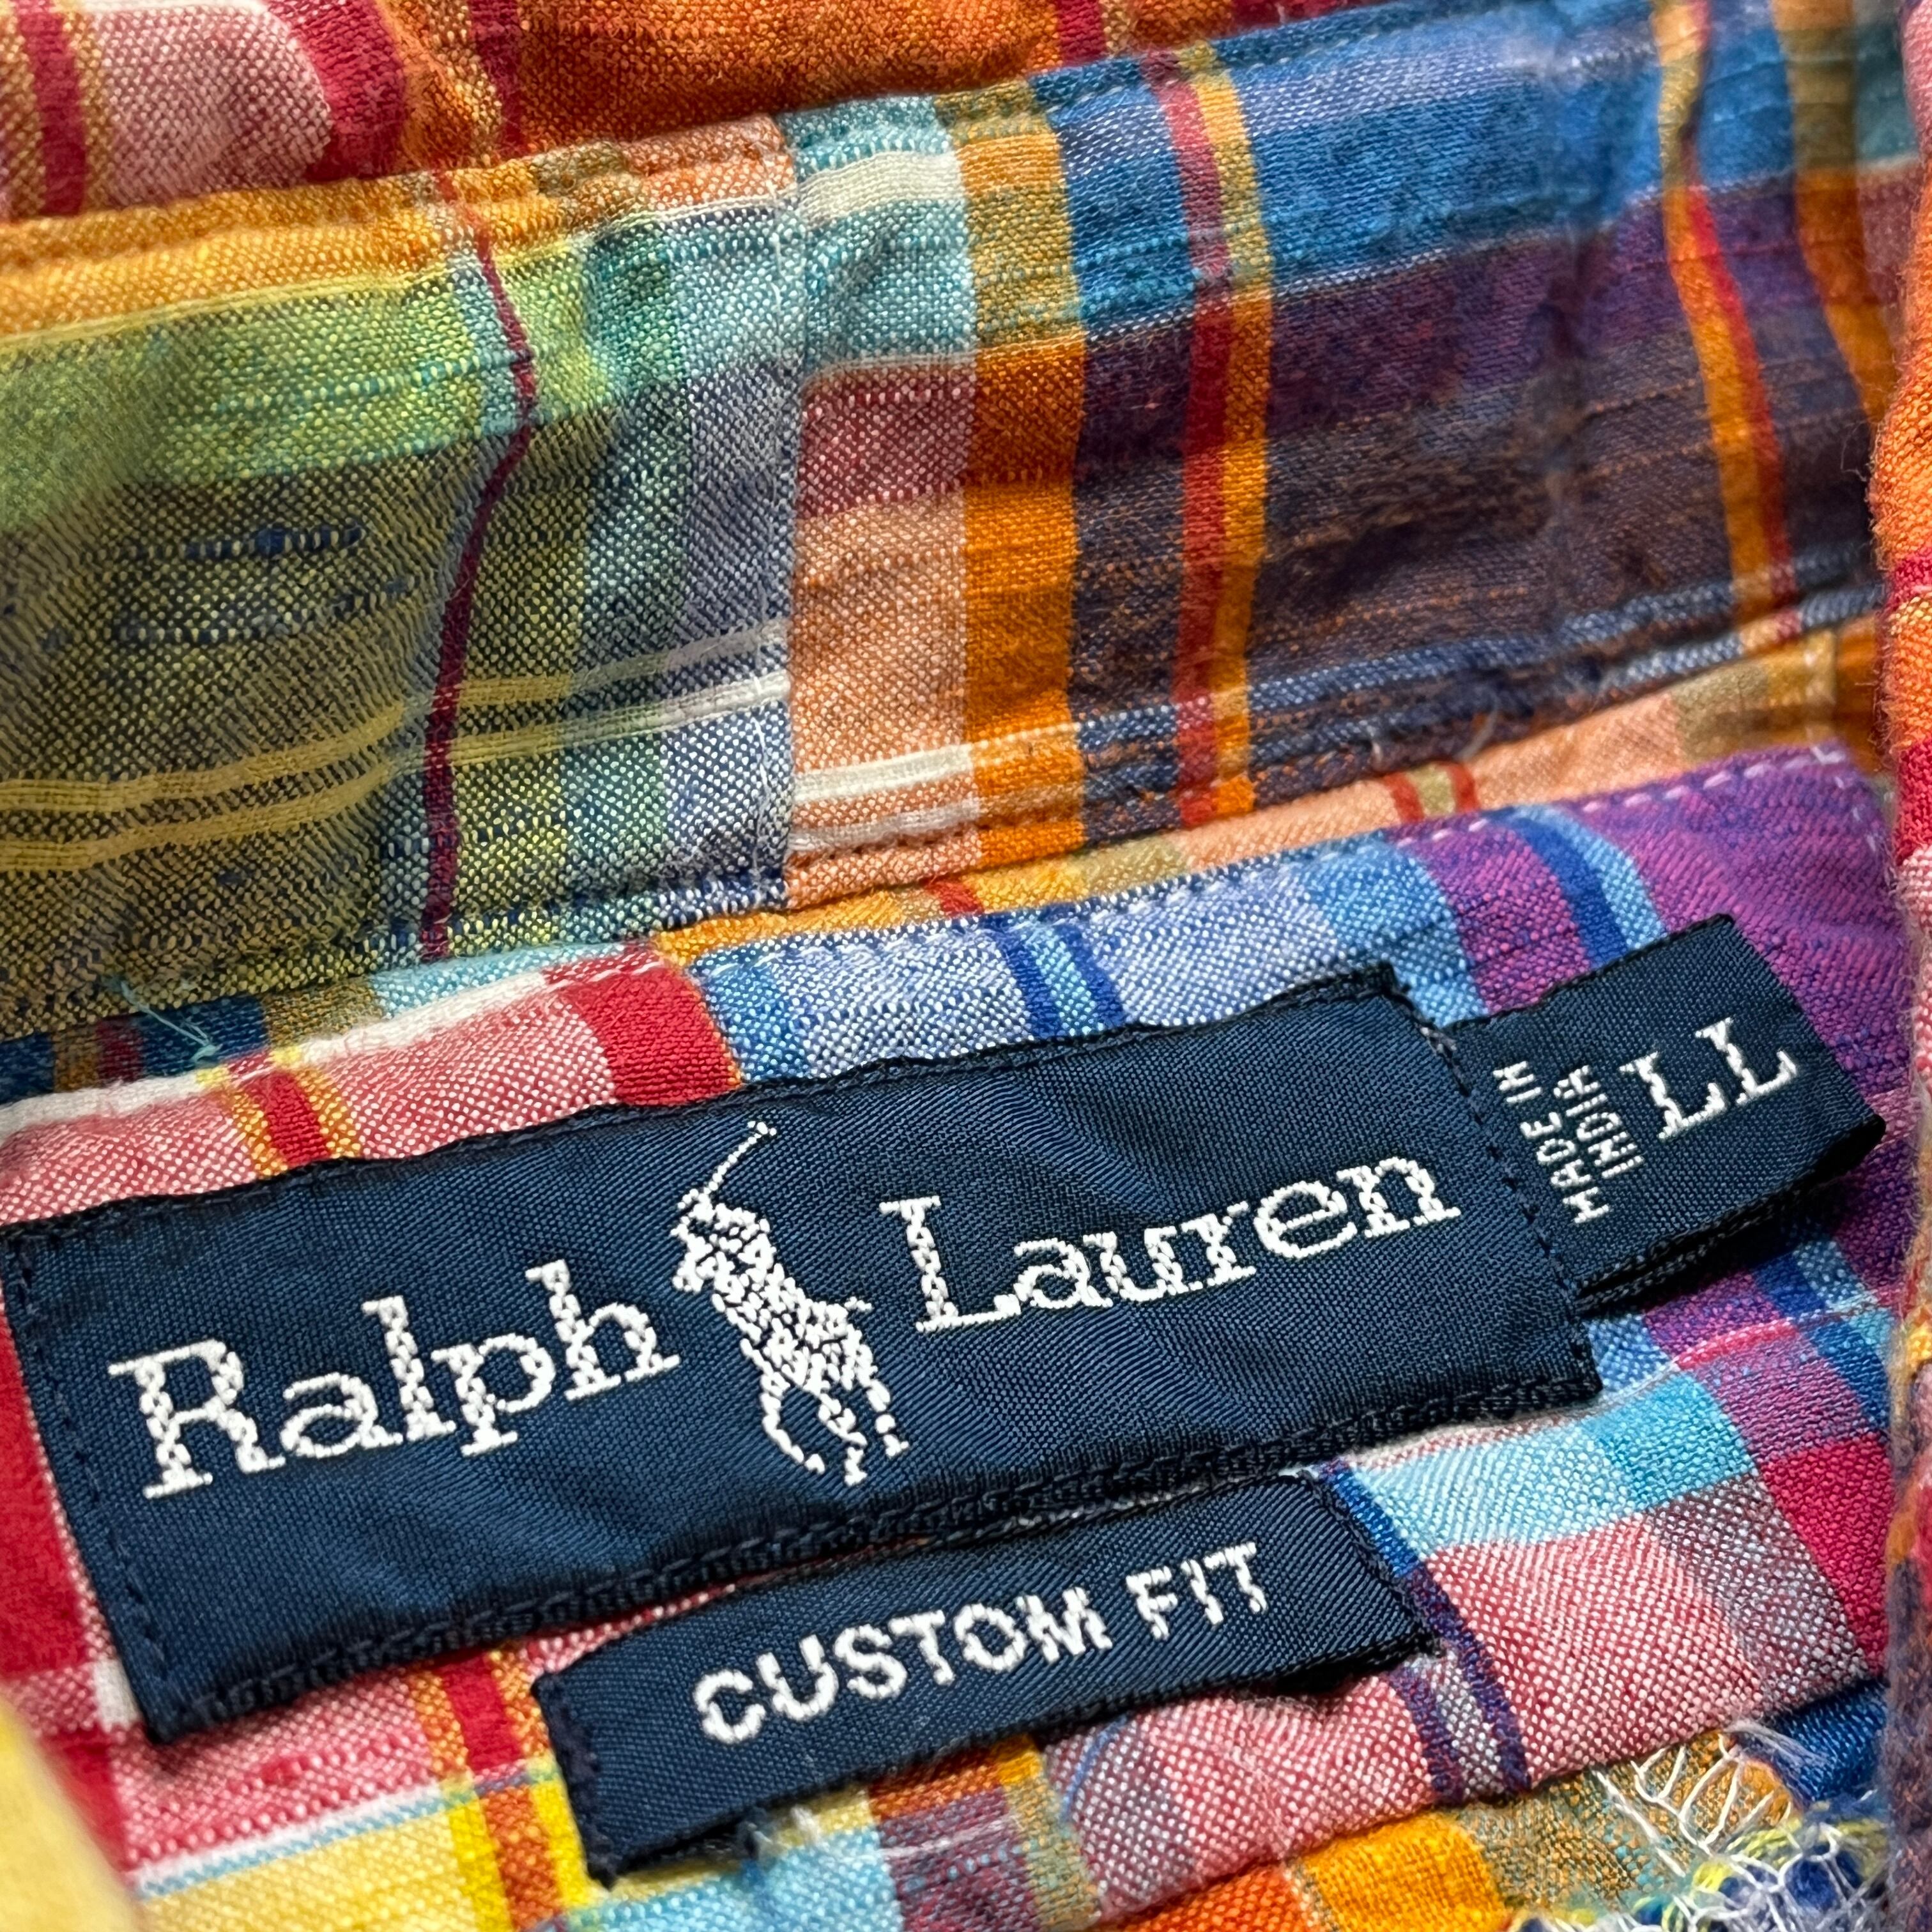 Ralph Lauren
MADE IN
INDIA
LL
CUSTOM FIT